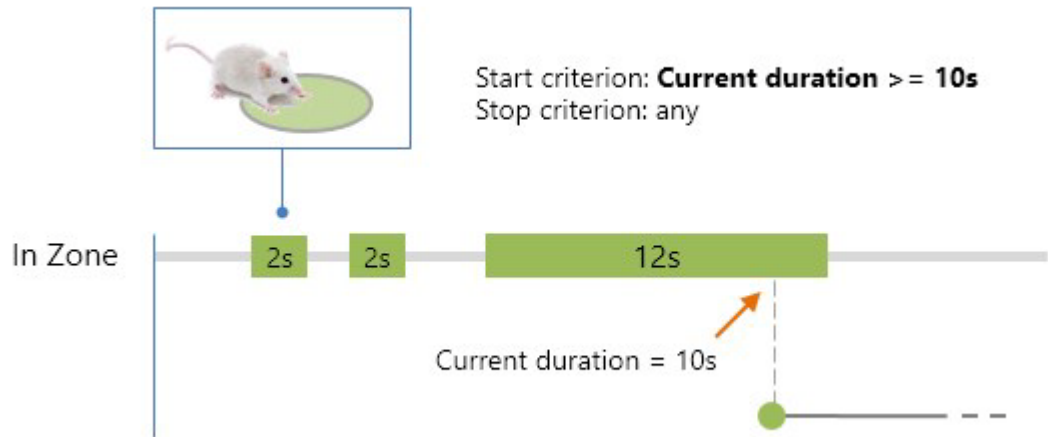 Start criterion: Current duration >= 10s
Stop criterion: any
In Zone
2s
2s
12s
Current duration = 10s